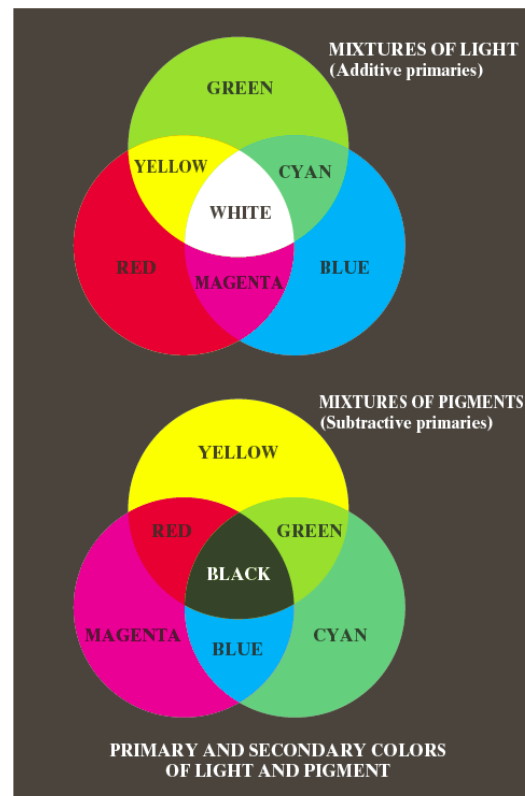 MIXTURES OF LIGHT
(Additive primaries)
GREEN
YELLOW
CYAN
WHITE
RED
BLUE
MAGENTA
MIXTURES OF PIGMENTS
(Subtractive primaries)
YELLOW
RED
GREEN
BLACK
MAGENTA
CYAN
BLUE
PRIMARY AND SECONDARY COLORS
OF LIGHT AND PIGMENT